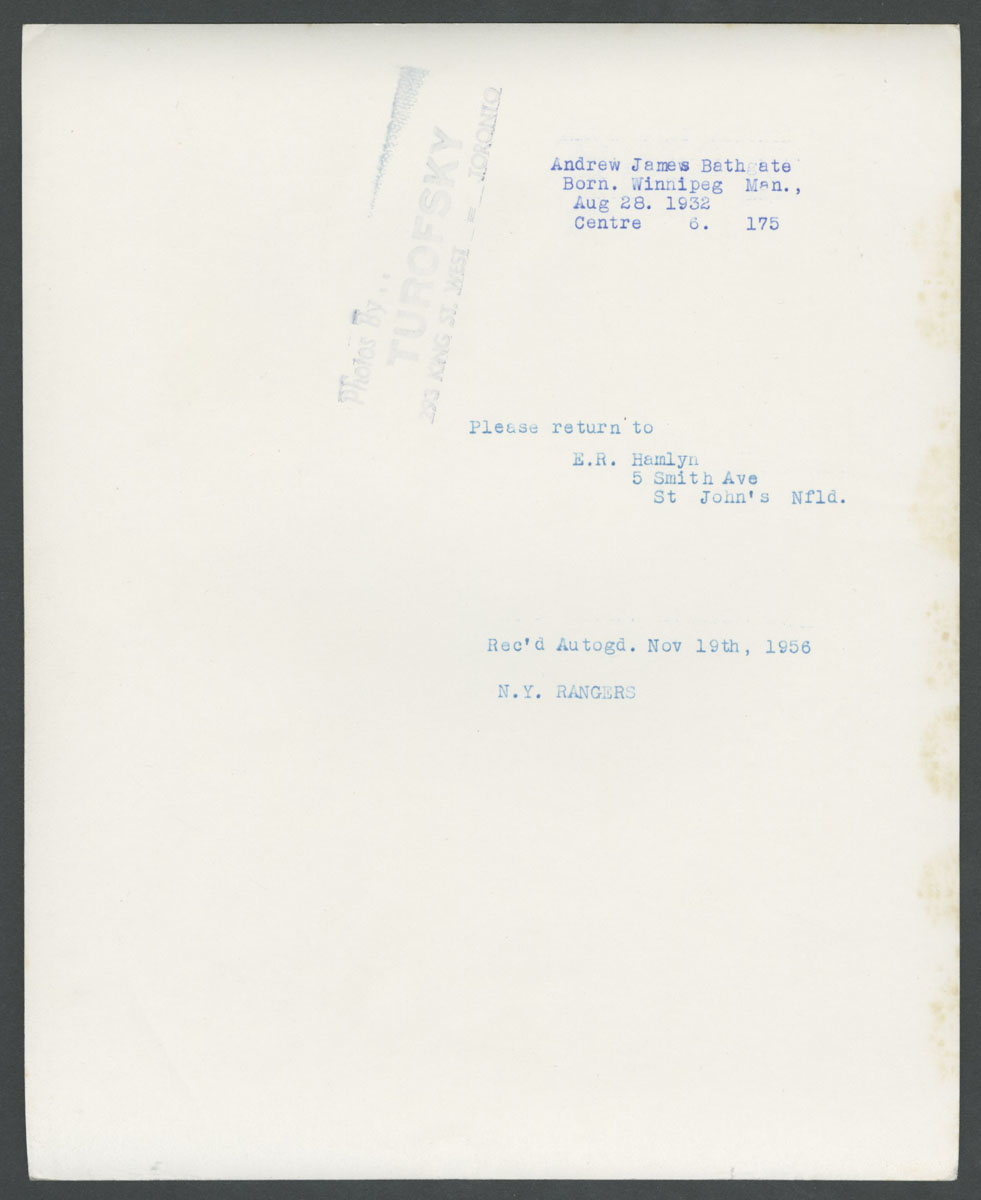 Photos By . .
TUROFSKY
293 KING ST. WEST -- TORONTO
Andrew James Bathgate
Born. Winnipeg Man.,
Aug 28. 1932
Centre 6. 175
Please return to
E.R. Hamlyn
5 Smith Ave
St John's Nfld.
Rec'd Autogd. Nov 19th, 1956
N.Y. RANGERS